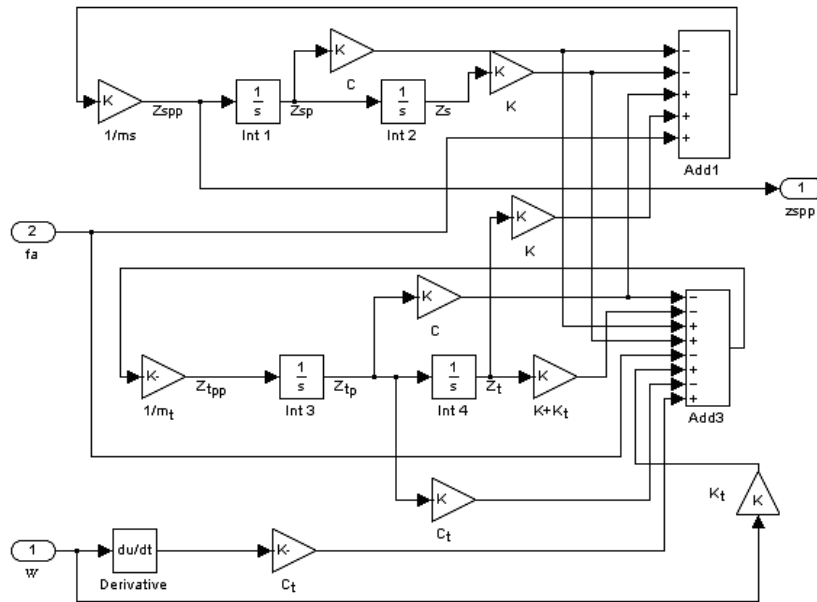 K
C
−
K
Zspp
1
s
Zsp
1
s
Zs
K
−
+
+
+
1/ms
Int 1
Int 2
K
Add1
1
zspp
2
fa
K
K
K
C
−
−
+
+
−
+
−
+
K-
Ztpp
1
s
Ztp
1
s
Zt
K
1/mt
Int 3
Int 4
K+Kt
Add3
K
Ct
Kt
K
1
w
du/dt
K-
Derivative
Ct